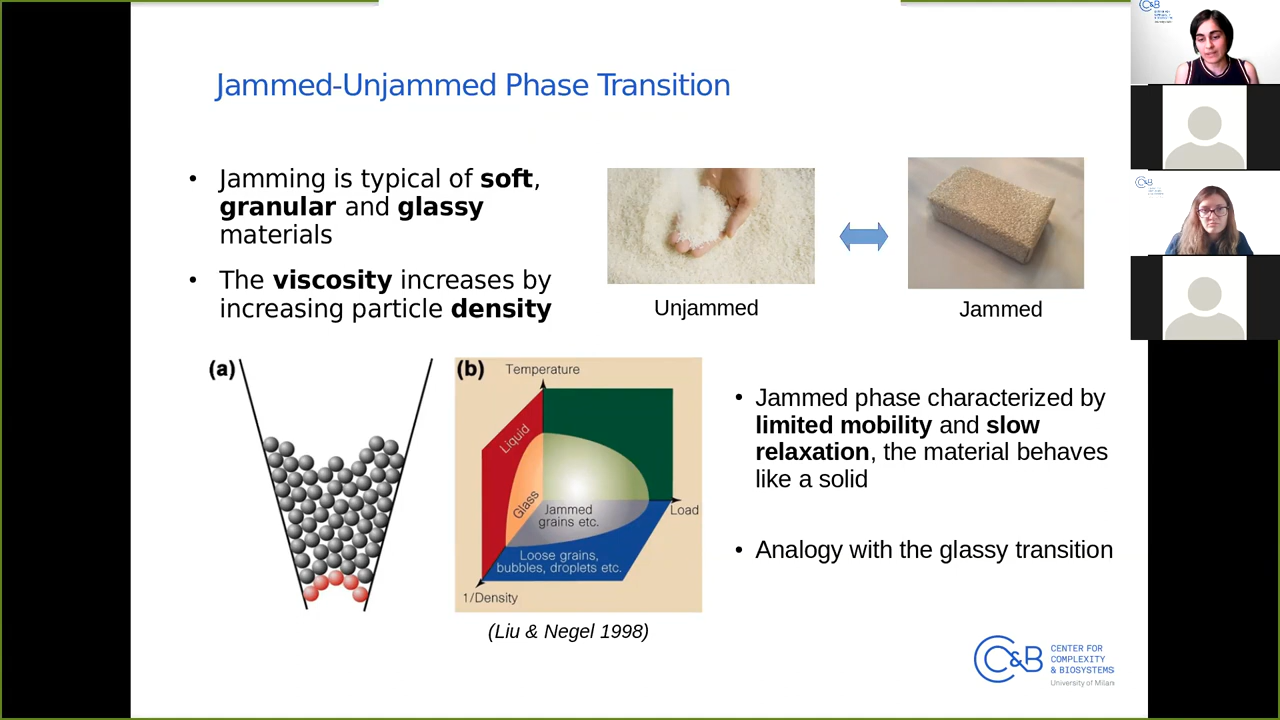 Jammed-Unjammed Phase Transition
• Jamming is typical of soft,
granular and glassy
materials
• The viscosity increases by
increasing particle density
Unjammed
Jammed
(a)
(b)
Temperature
Liquid
Glass
Jammed
grains etc.
Load
Loose grains,
bubbles, droplets etc.
1/Density
(Liu & Negel 1998)
• Jammed phase characterized by
limited mobility and slow
relaxation, the material behaves
like a solid
• Analogy with the glassy transition
C&B
CENTER FOR
COMPLEXITY
& BIOSYSTEMS
University of Milan
C&B
C&B